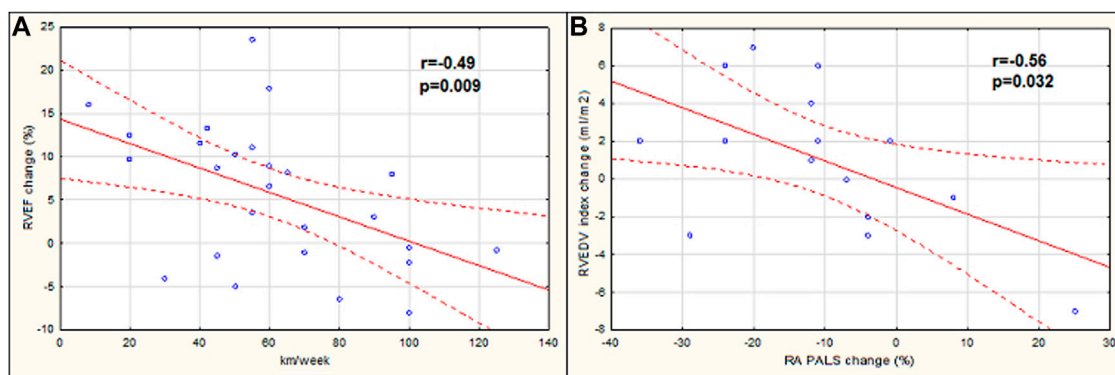 A
r=-0.49
p=0.009
RVEF change (%)
25
20
15
10
5
0
-5
-10
0 20 40 60 80 100 120 140
km/week
B
r=-0.56
p=0.032
RVEDV index change (ml/m2)
8
6
4
2
0
-2
-4
-6
-8
-40 -30 -20 -10 0 10 20 30
RA PALS change (%)